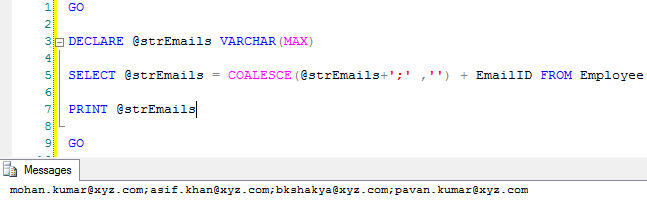 1 GO
2
3 DECLARE @strEmails VARCHAR(MAX)
4
5 SELECT @strEmails = COALESCE(@strEmails+';' ,'') + EmailID FROM Employee
6
7 PRINT @strEmails
8
9 GO
Messages
mohan.kumar@xyz.com;asif.khan@xyz.com;bkshakya@xyz.com;pavan.kumar@xyz.com